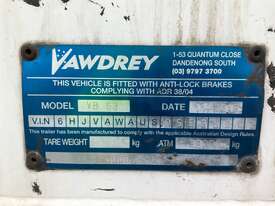 VAWDREY
1-53 QUANTUM CLOSE
DANDENONG SOUTH
(03) 9797 3700
THIS VEHICLE IS FITTED WITH ANTI-LOCK BRAKES
COMPLYING WITH ADR 38/04
MODEL VB S3 DATE
V.I.N 6HJVAWAUS
This trailer has been manufactured to comply with the applicable Australian Design Rules.
TARE WEIGHT kg ATM kg